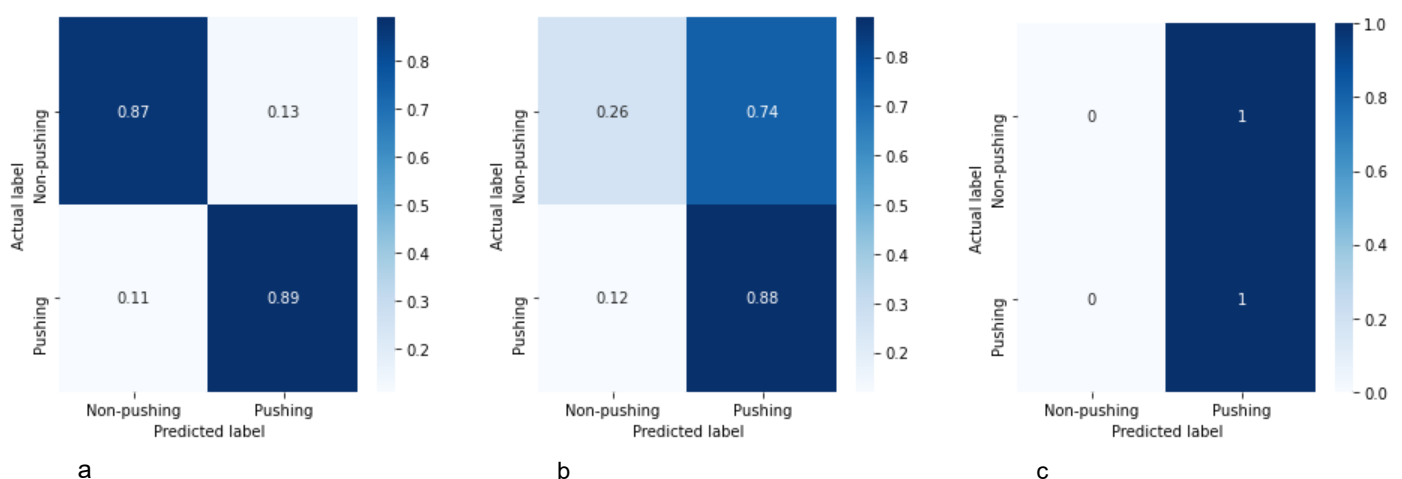 0.87
0.13
0.11
0.89
Non-pushing
Pushing
Actual label
Non-pushing
Pushing
Predicted label
0.8
0.7
0.6
0.5
0.4
0.3
0.2
a
0.26
0.74
0.12
0.88
Non-pushing
Pushing
Actual label
Non-pushing
Pushing
Predicted label
0.8
0.7
0.6
0.5
0.4
0.3
0.2
b
0
1
0
1
Non-pushing
Pushing
Actual label
Non-pushing
Pushing
Predicted label
1.0
0.8
0.6
0.4
0.2
0.0
c